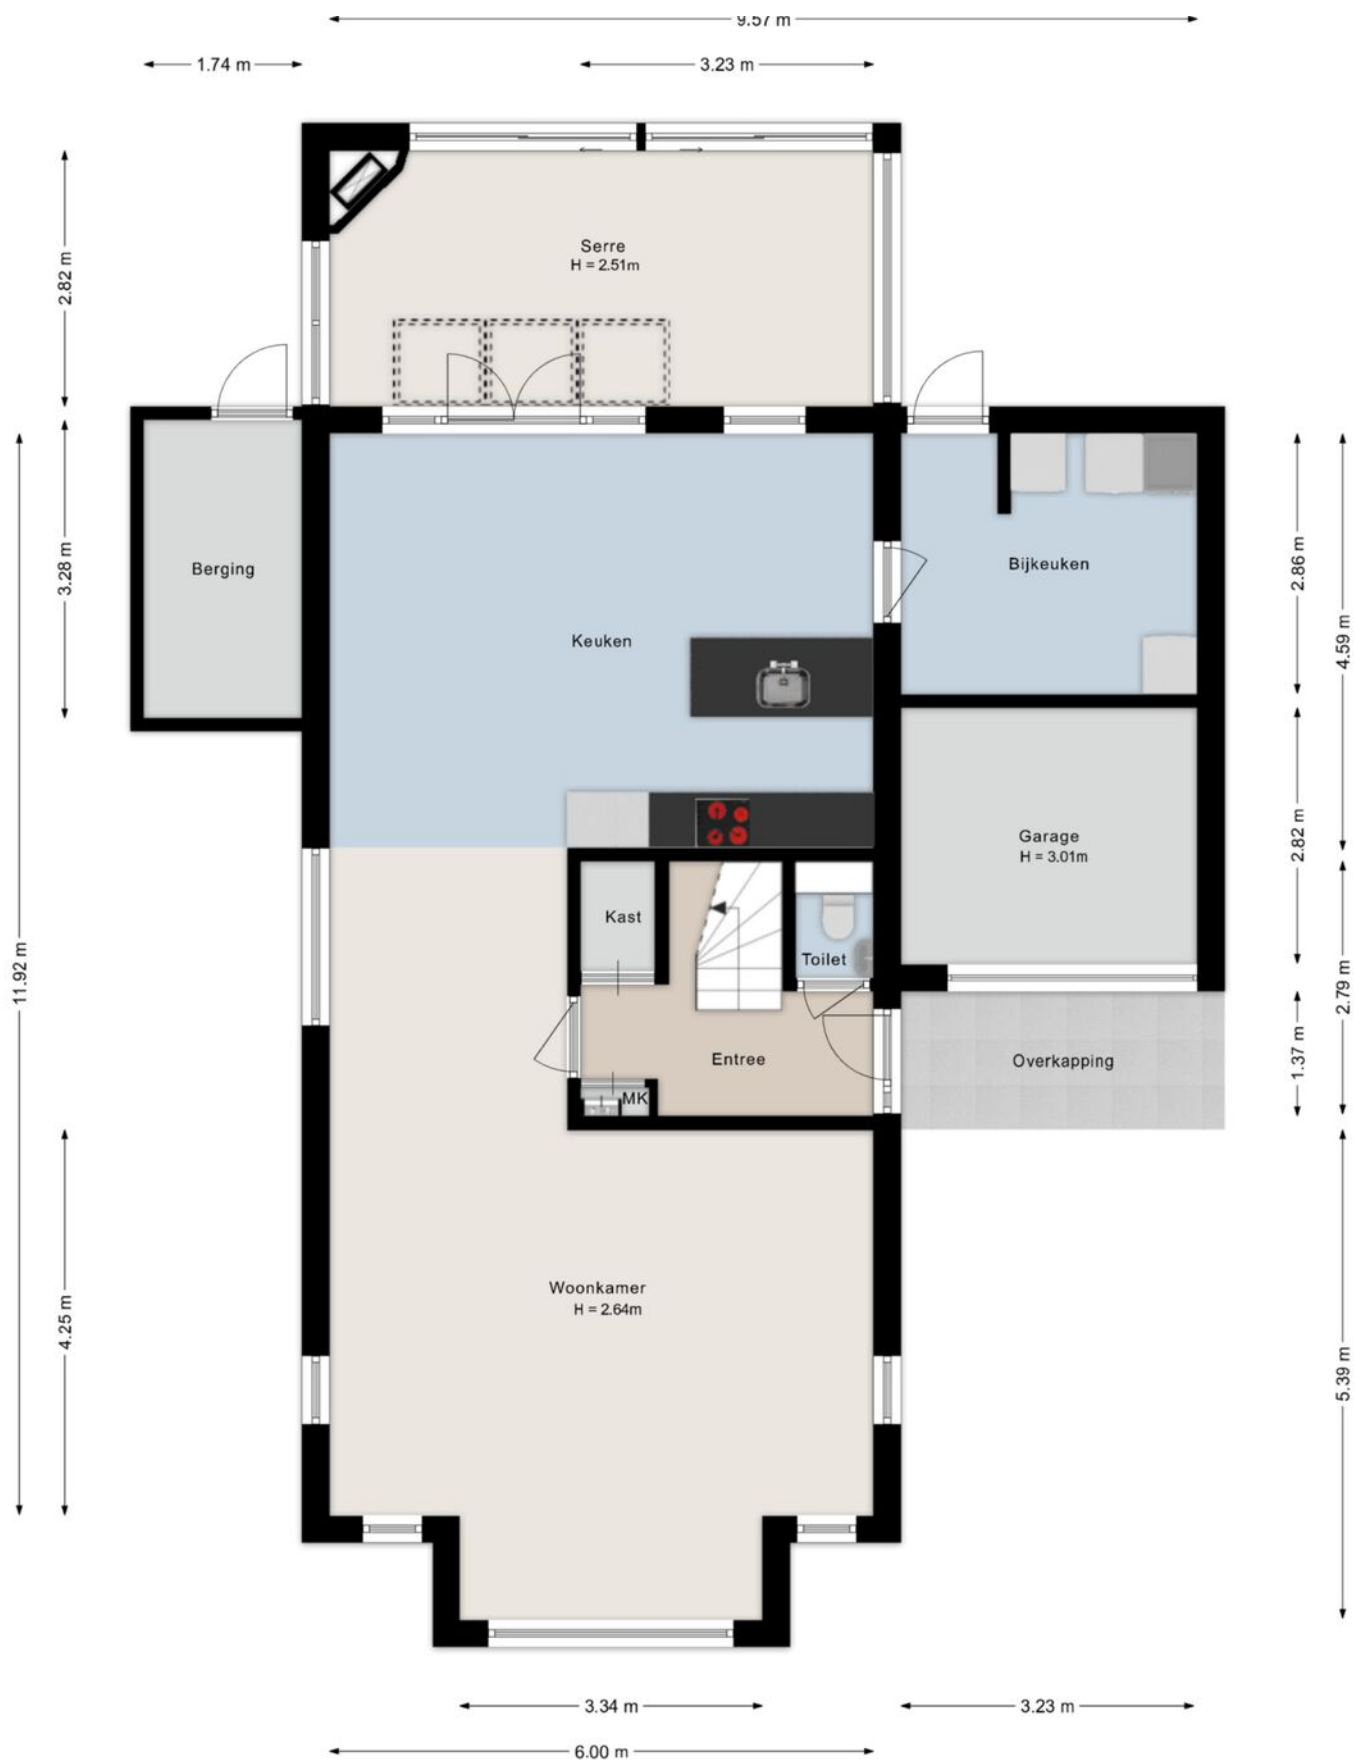 9.57 m
1.74 m
3.23 m
2.82 m
Serre
H = 2.51m
3.28 m
Berging
Keuken
Bijkeuken
2.86 m
4.59 m
Garage
H = 3.01m
2.82 m
Kast
Toilet
11.92 m
2.79 m
Entree
Overkapping
1.37 m
MK
Woonkamer
H = 2.64m
4.25 m
5.39 m
3.34 m
3.23 m
6.00 m